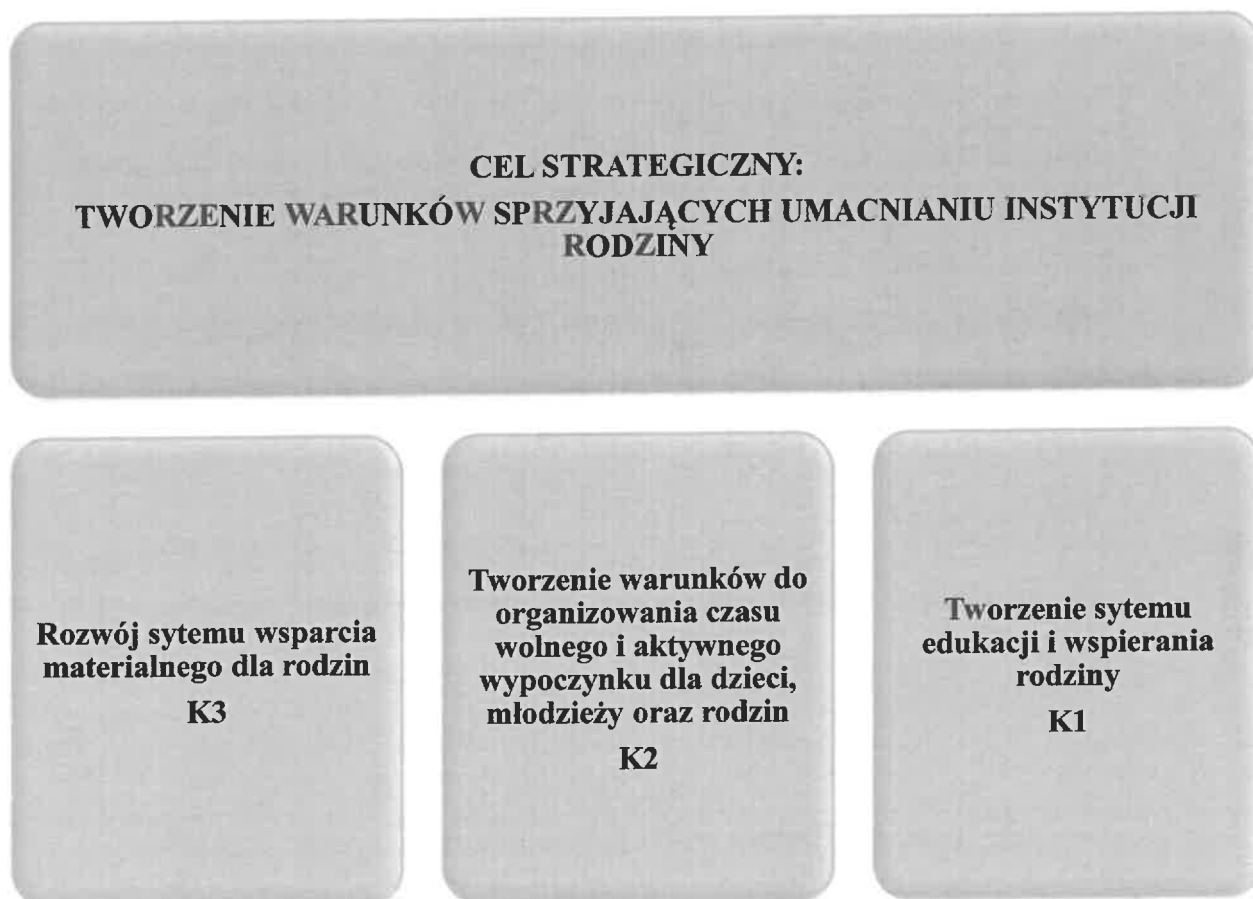 CEL STRATEGICZNY:
TWORZENIE WARUNKÓW SPRZYJAJĄCYCH UMACNIANIU INSTYTUCJI
RODZINY
Rozwój sytemu wsparcia
materialnego dla rodzin
K3
Tworzenie warunków do
organizowania czasu
wolnego i aktywnego
wypoczynku dla dzieci,
młodzieży oraz rodzin
K2
Tworzenie sytemu
edukacji i wspierania
rodziny
K1